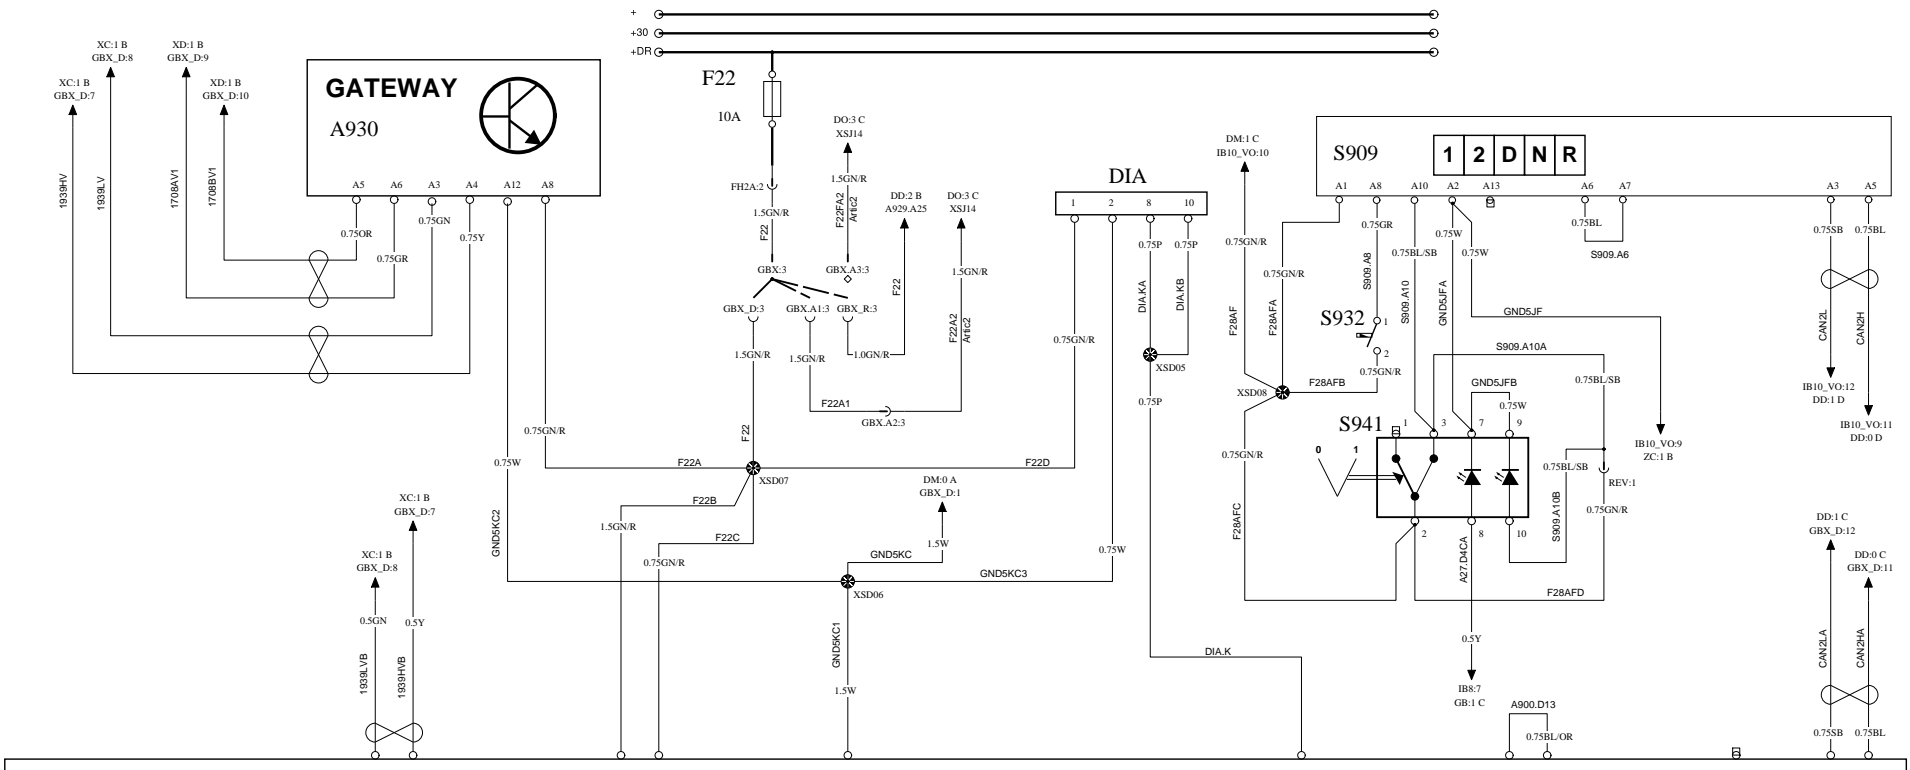 +
+30
+DR
XC:1 B
GBX_D:8
XD:1 B
GBX_D:9
XC:1 B
GBX_D:7
XD:1 B
GBX_D:10
1939HV
1939LV
1708AV1
1708BV1
GATEWAY
A930
A5
A6
A3
A4
A12
A8
0.75OR
0.75GR
0.75GN
0.75Y
F22
10A
FH2A:2
1.5GN/R
F22
DO:3 C
XSJ14
1.5GN/R
F22FA2
Artic2
DD:2 B
A929.A25
F22
DO:3 C
XSJ14
1.5GN/R
F22A2
Artic2
GBX:3
GBX.A3:3
GBX_D:3
GBX.A1:3
GBX_R:3
1.5GN/R
1.5GN/R
1.0GN/R
F22A1
GBX.A2:3
F22
XSD07
F22A
F22D
F22B
F22C
0.75GN/R
0.75W
GND5KC2
1.5GN/R
0.75GN/R
DM:0 A
GBX_D:1
1.5W
GND5KC
GND5KC3
XSD06
GND5KC1
1.5W
DIA
1
2
8
10
0.75P
0.75P
DIA.KA
DIA.KB
0.75GN/R
XSD05
0.75P
0.75W
DIA.K
DM:1 C
IB10_VO:10
0.75GN/R
0.75GN/R
F28AF
F28AFA
XSD08
F28AFB
0.75GN/R
F28AFC
S909
1 2 D N R
A1
A8
A10
A2
A13
A6
A7
A3
A5
0.75GR
0.75BL/SB
0.75W
0.75W
0.75BL
S909.A6
0.75SB
0.75BL
S909.A8
S909.A10
GND5JFA
GND5JF
CAN2L
CAN2H
S932
1
2
0.75GN/R
S909.A10A
GND5JFB
0.75W
0.75BL/SB
IB10_VO:12
DD:1 D
IB10_VO:11
DD:0 D
IB10_VO:9
ZC:1 B
S941
1
3
7
9
0
1
2
8
10
0.75BL/SB
REV:1
0.75GN/R
S909.A10B
A27.D4CA
F28AFD
0.5Y
IB8:7
GB:1 C
A900.D13
0.75BL/OR
XC:1 B
GBX_D:8
XC:1 B
GBX_D:7
0.5GN
0.5Y
1939LVB
1939HVB
DD:1 C
GBX_D:12
DD:0 C
GBX_D:11
CAN2LA
CAN2HA
0.75SB
0.75BL